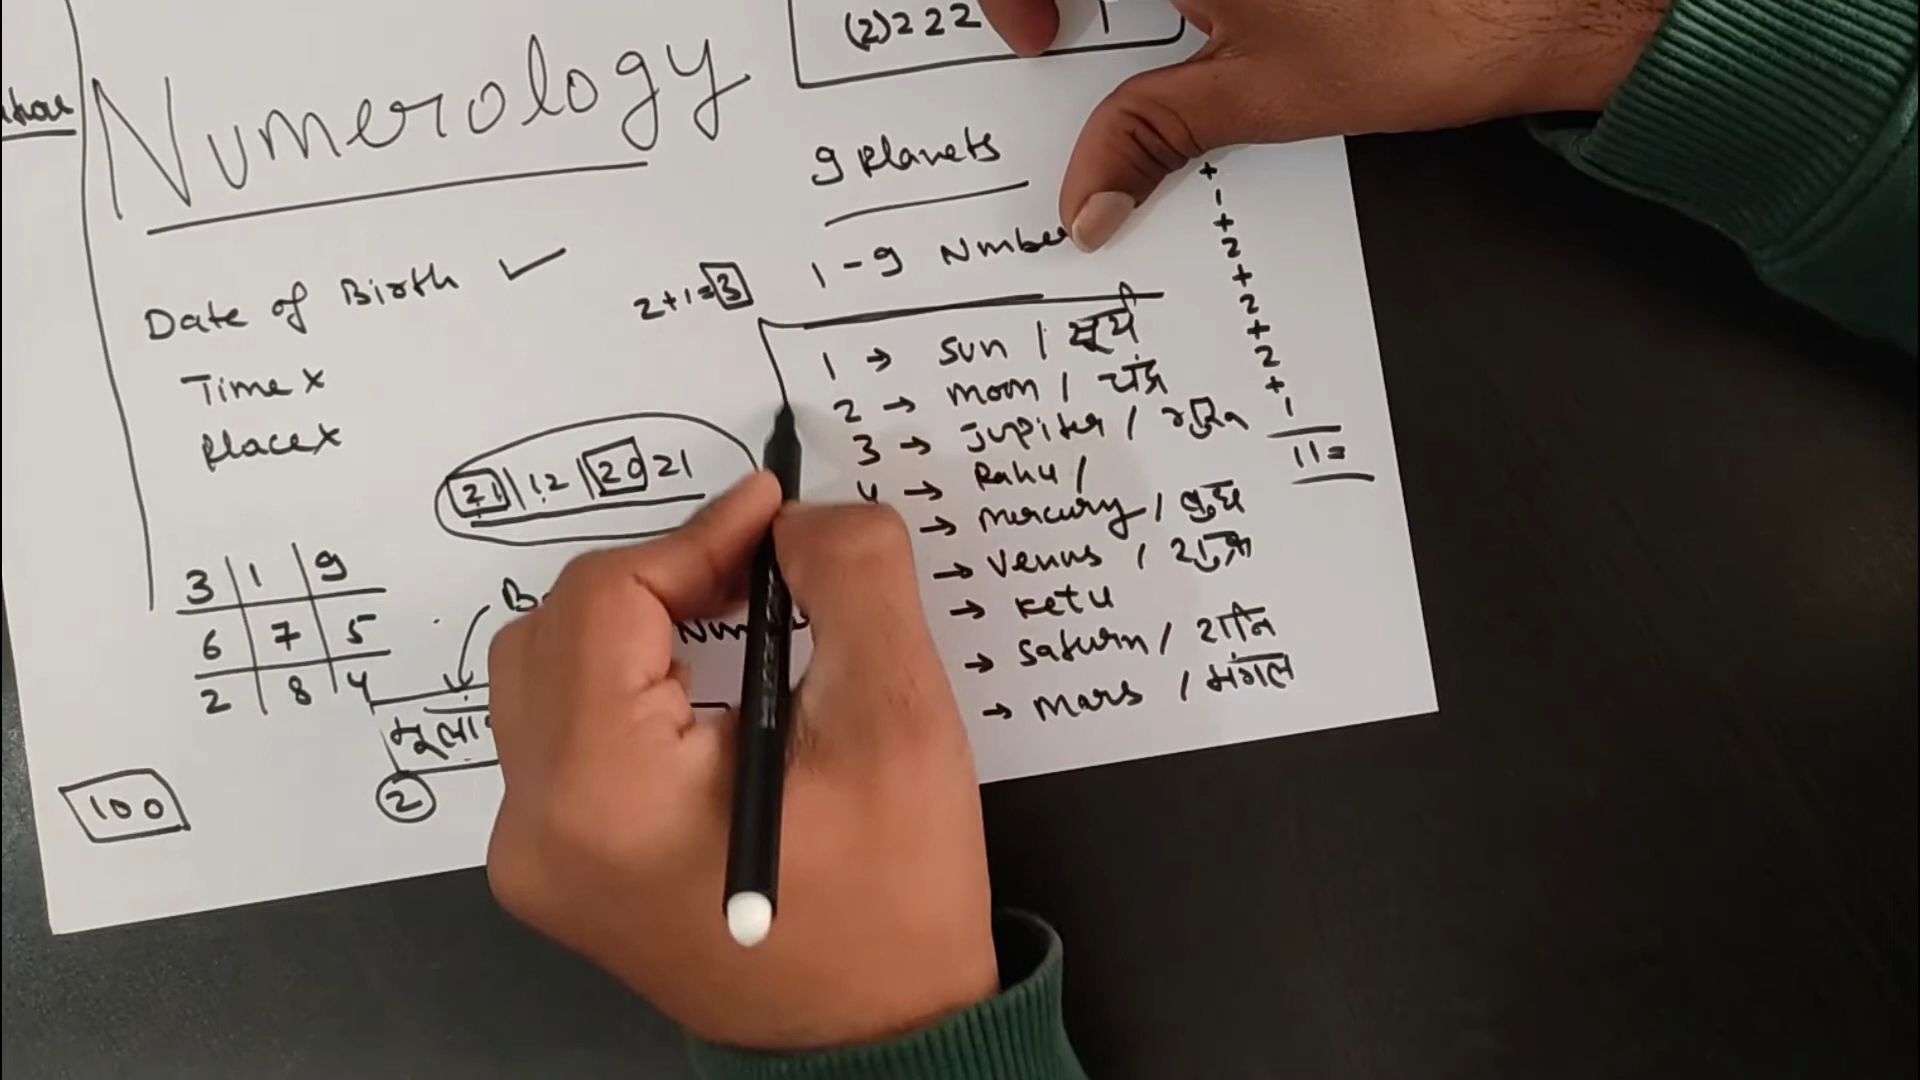 (2)222 1
Numerology
9 Planets
1-9 Number
Date of Birth ✓
Time x
Place x
2+1=3
21|12|2021
1 → Sun / सूर्य
2 → moon / चंद्र
3 → Jupiter /
4 → Rahu /
→ mercury / बुध
→ Venus / शुक्र
→ Ketu
→ Saturn / शनि
→ Mars / मंगल
+
1
+
2
+
2
+
2
+
1
11=
3 | 1 | 9
6 | 7 | 5
2 | 8 | 4
2
100